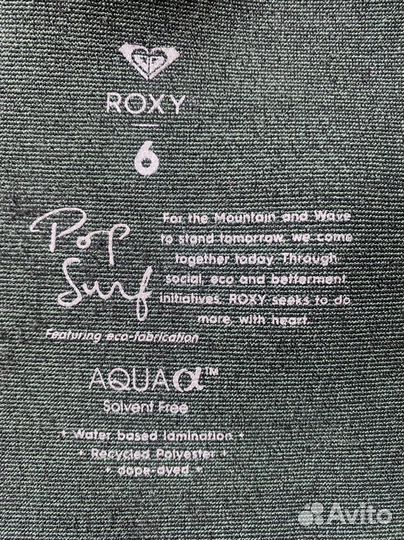 ROXY
6
Pop
Surf
For the Mountain and Wave
to stand tomorrow, we come
together today. Through
social, eco and betterment
initiatives, ROXY seeks to do
more, with heart.
Featuring eco-fabrication
AQUAα™
Solvent Free
• Water based lamination •
• Recycled Polyester •
• dope-dyed •
Avito